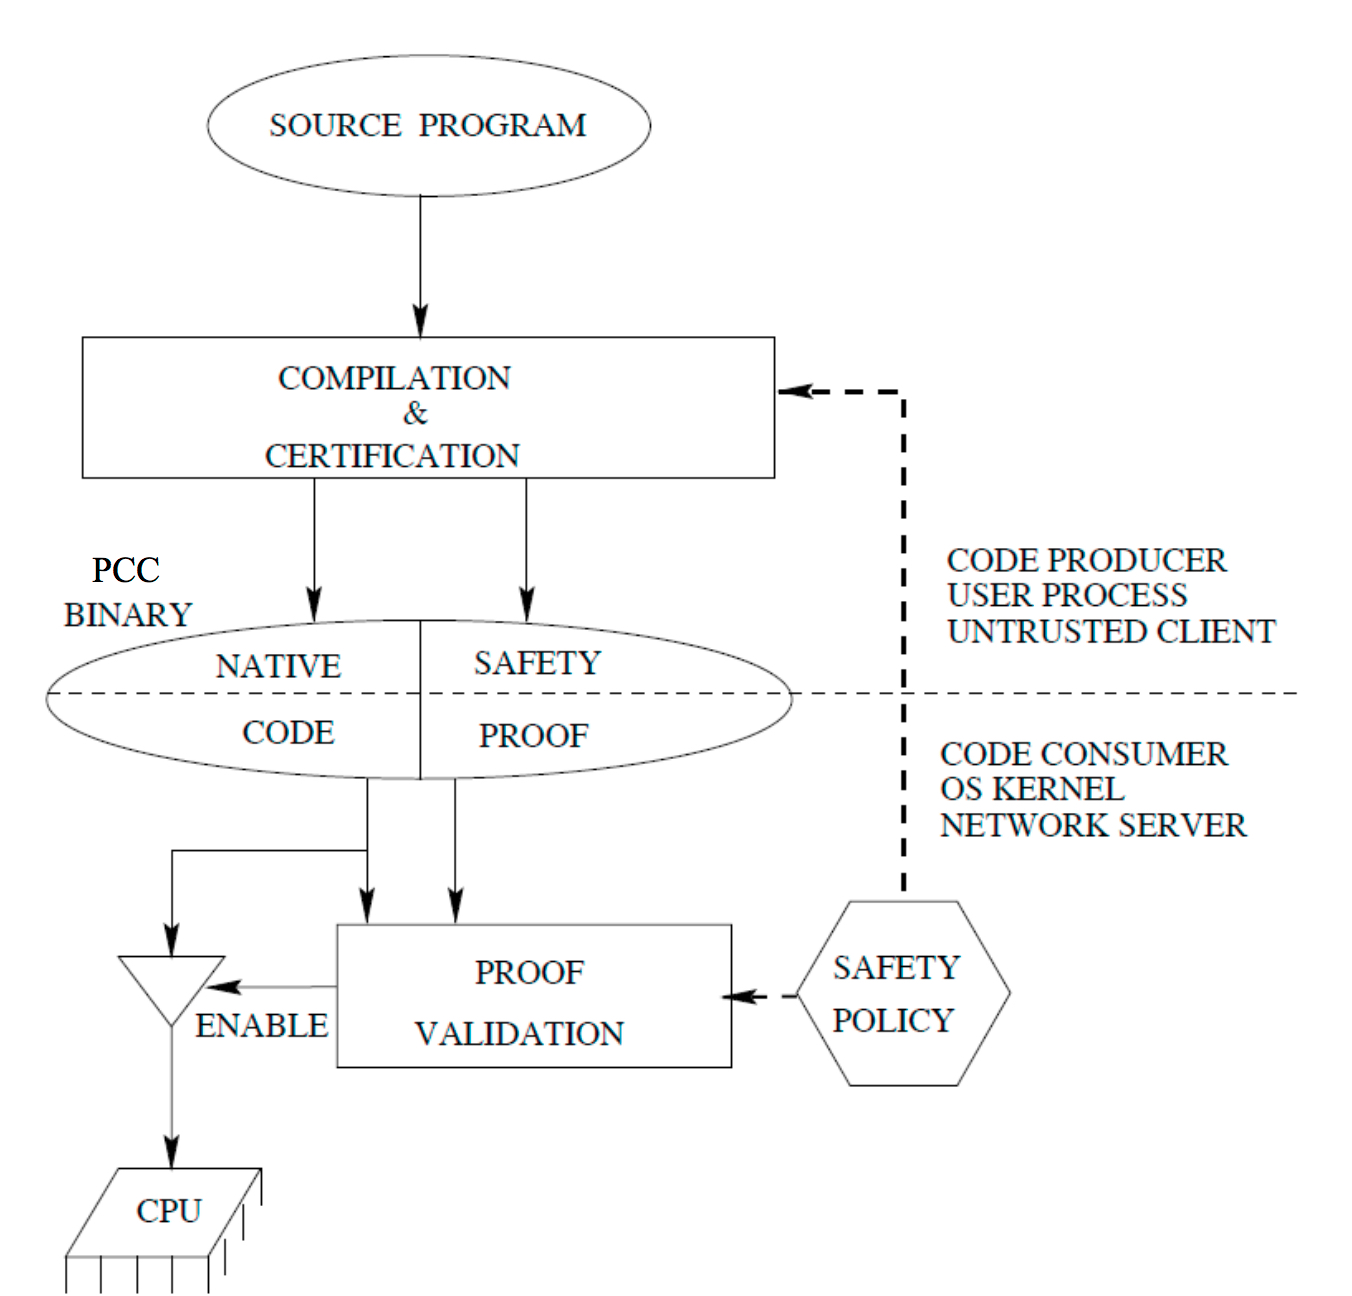 SOURCE PROGRAM
COMPILATION
&
CERTIFICATION
PCC
BINARY
CODE PRODUCER
USER PROCESS
UNTRUSTED CLIENT
NATIVE
CODE
SAFETY
PROOF
CODE CONSUMER
OS KERNEL
NETWORK SERVER
PROOF
VALIDATION
SAFETY
POLICY
ENABLE
CPU